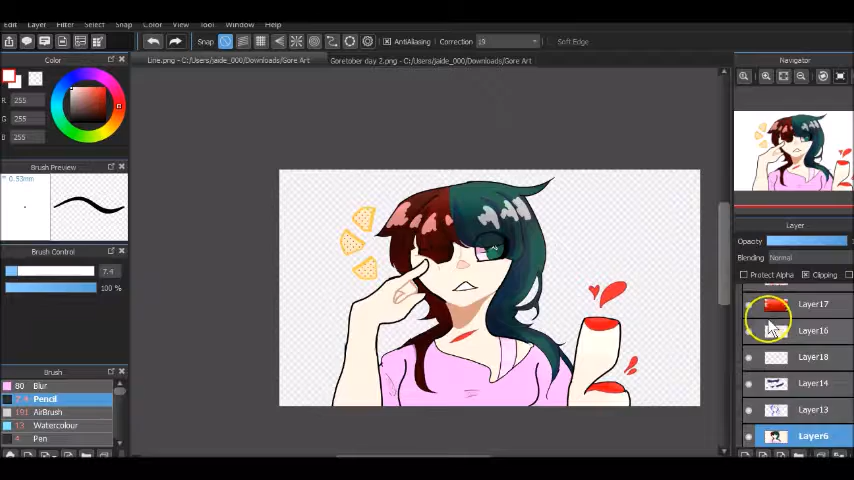 Edit Layer Filter Select Snap Color View Tool Window Help
Snap AntiAliasing Correction 19 Soft Edge
Line.png - C:/Users/jaide_000/Downloads/Gore Art Goretober day 2.png - C:/Users/jaide_000/Downloads/Gore Art
Color
R 255
G 255
B 255
Brush Preview
0.53mm
Brush Control
7.4
100 %
Brush
80 Blur
7.4 Pencil
191 AirBrush
13 Watercolour
4 Pen
Navigator
Layer
Opacity
Blending Normal
Protect Alpha Clipping
Layer17
Layer16
Layer18
Layer14
Layer13
Layer6